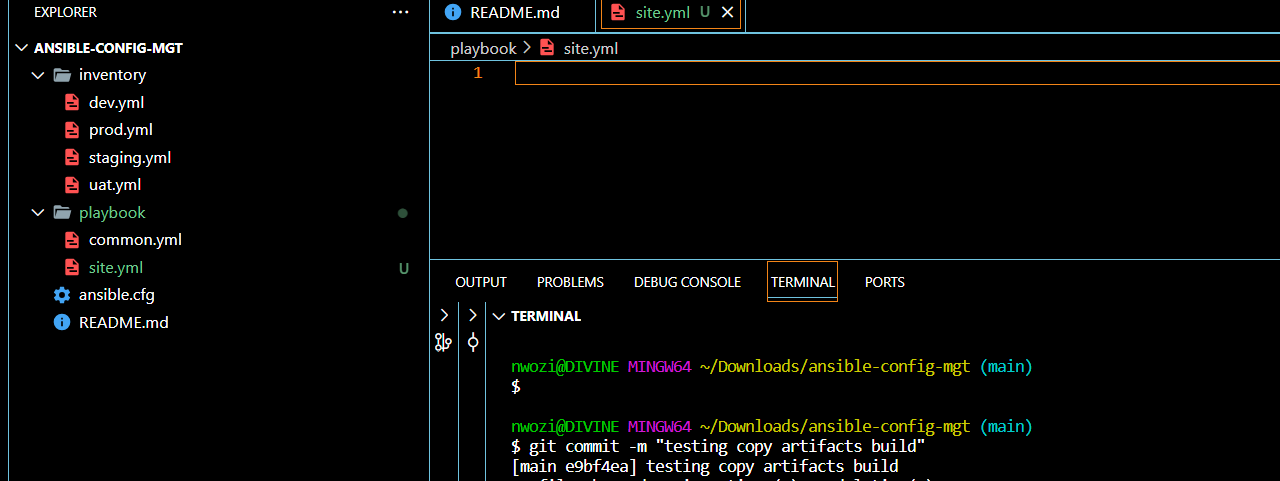 EXPLORER
ANSIBLE-CONFIG-MGT
inventory
dev.yml
prod.yml
staging.yml
uat.yml
playbook
common.yml
site.yml U
ansible.cfg
README.md
README.md site.yml U
playbook > site.yml
1
OUTPUT PROBLEMS DEBUG CONSOLE TERMINAL PORTS
TERMINAL
nwozi@DIVINE MINGW64 ~/Downloads/ansible-config-mgt (main)
$
nwozi@DIVINE MINGW64 ~/Downloads/ansible-config-mgt (main)
$ git commit -m "testing copy artifacts build"
[main e9bf4ea] testing copy artifacts build